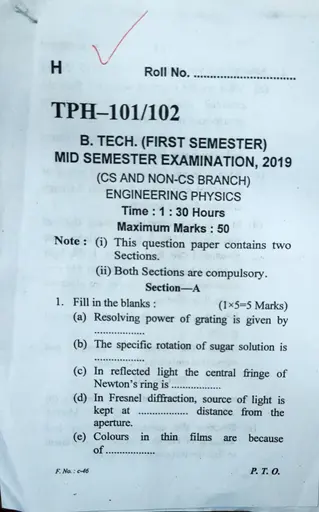 H
Roll No. ................................
TPH–101/102
B. TECH. (FIRST SEMESTER)
MID SEMESTER EXAMINATION, 2019
(CS AND NON-CS BRANCH)
ENGINEERING PHYSICS
Time : 1 : 30 Hours
Maximum Marks : 50
Note : (i) This question paper contains two
Sections.
(ii) Both Sections are compulsory.
Section—A
1. Fill in the blanks : (1×5=5 Marks)
(a) Resolving power of grating is given by
..................
(b) The specific rotation of sugar solution is
..................
(c) In reflected light the central fringe of
Newton's ring is ..................
(d) In Fresnel diffraction, source of light is
kept at .................. distance from the
aperture.
(e) Colours in thin films are because
of ..................
F. No. : c-46 P. T. O.